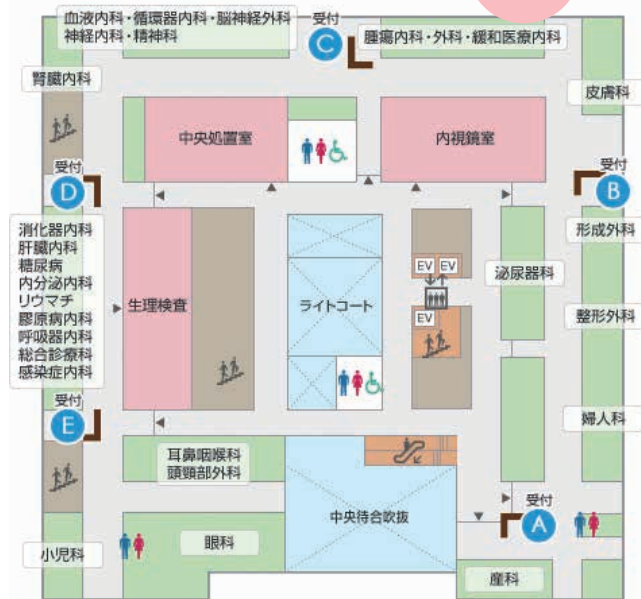 血液内科・循環器内科・脳神経外科
神経内科・精神科
受付
C
腫瘍内科・外科・緩和医療内科
腎臓内科
皮膚科
中央処置室
内視鏡室
受付
D
受付
B
消化器内科
肝臓内科
糖尿病
内分泌内科
リウマチ
膠原病内科
呼吸器内科
総合診療科
感染症内科
生理検査
ライトコート
EV
EV
EV
泌尿器科
形成外科
整形外科
婦人科
受付
E
耳鼻咽喉科
頭頸部外科
中央待合吹抜
受付
A
小児科
眼科
産科